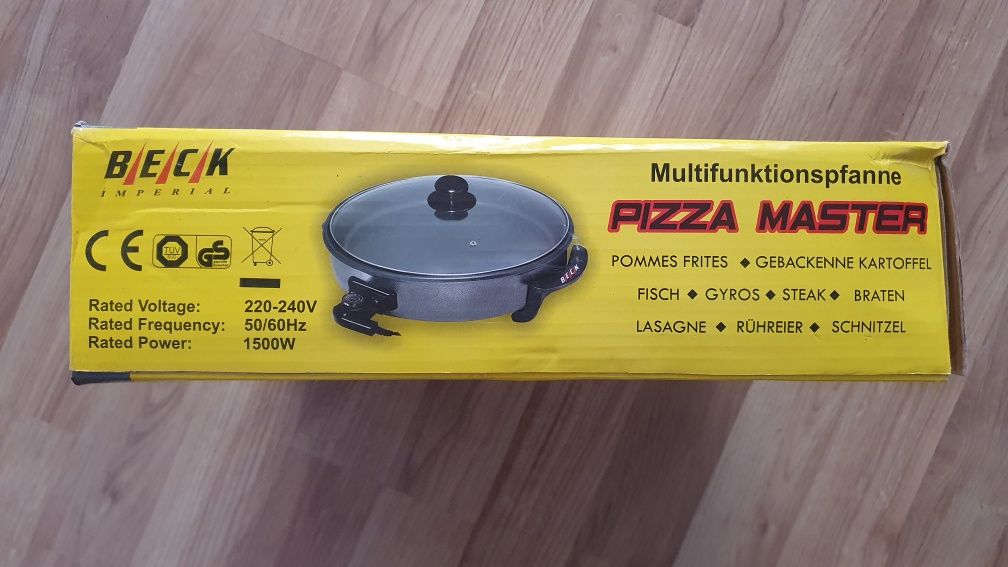 BECK
IMPERIAL
CE
TÜV
GS
Rated Voltage: 220-240V
Rated Frequency: 50/60Hz
Rated Power: 1500W
BECK
Multifunktionspfanne
PIZZA MASTER
POMMES FRITES ◆ GEBACKENNE KARTOFFEL
FISCH ◆ GYROS ◆ STEAK ◆ BRATEN
LASAGNE ◆ RÜHREIER ◆ SCHNITZEL